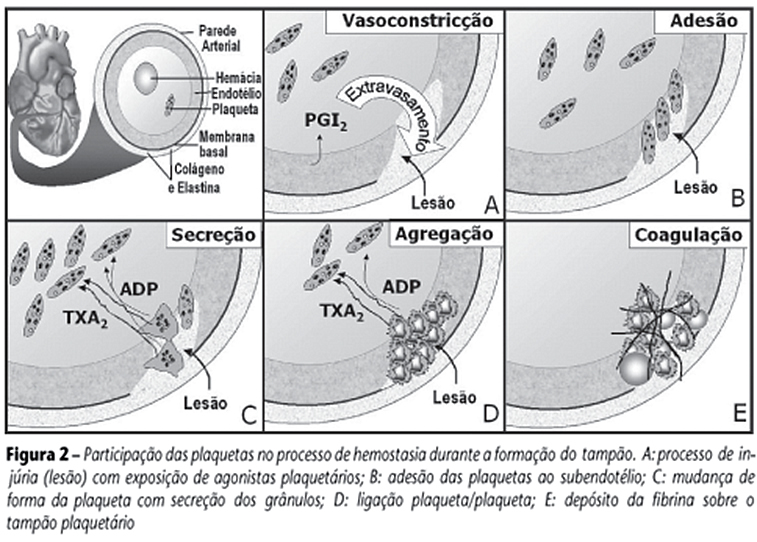 Parede
Arterial
Hemácia
Endotélio
Plaqueta
Membrana
basal
Colágeno
e Elastina
Vasoconstricção
Extravasamento
PGI2
Lesão
A
Adesão
Lesão
B
Secreção
ADP
TXA2
Lesão
C
Agregação
ADP
TXA2
Lesão
D
Coagulação
E
Figura 2 – Participação das plaquetas no processo de hemostasia durante a formação do tampão. A: processo de in-
júria (lesão) com exposição de agonistas plaquetários; B: adesão das plaquetas ao subendotélio; C: mudança de
forma da plaqueta com secreção dos grânulos; D: ligação plaqueta/plaqueta; E: depósito da fibrina sobre o
tampão plaquetário